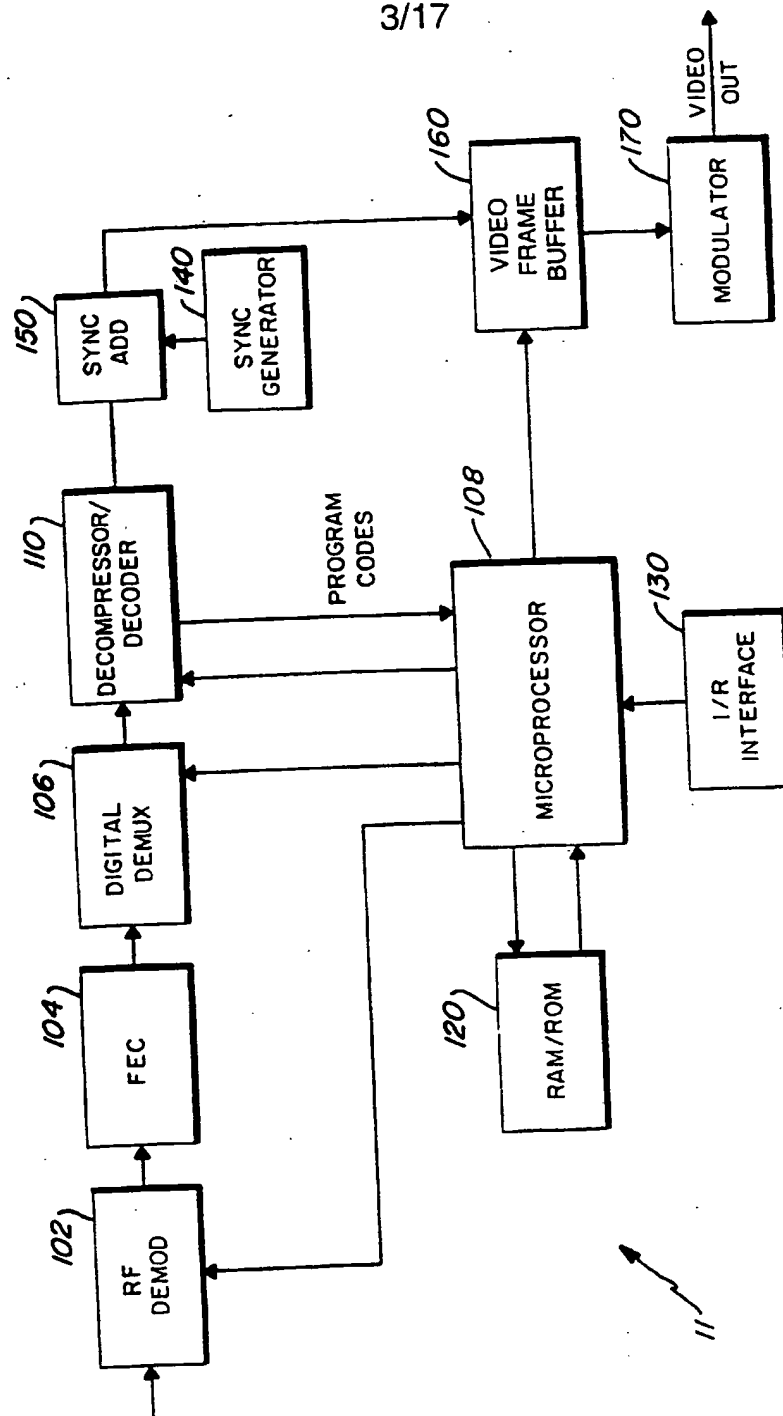 3/17
102
RF
DEMOD
104
FEC
106
DIGITAL
DEMUX
110
DECOMPRESSOR/
DECODER
150
SYNC
ADD
140
SYNC
GENERATOR
PROGRAM
CODES
108
MICROPROCESSOR
120
RAM/ROM
130
I/R
INTERFACE
160
VIDEO
FRAME
BUFFER
170
MODULATOR
VIDEO
OUT
11